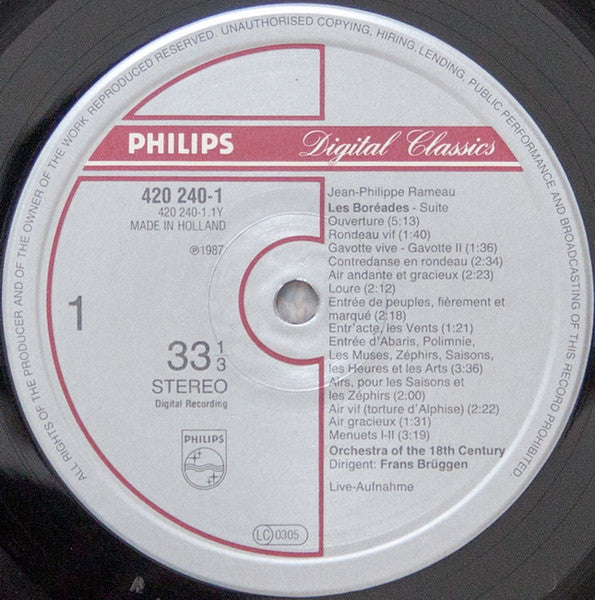 ALL RIGHTS OF THE PRODUCER AND OF THE OWNER OF THE WORK REPRODUCED RESERVED. UNAUTHORISED COPYING, HIRING, LENDING, PUBLIC PERFORMANCE AND BROADCASTING OF THIS RECORD PROHIBITED.
PHILIPS
Digital Classics
420 240-1
420 240-1.1Y
MADE IN HOLLAND
℗1987
1
33 1/3
STEREO
Digital Recording
PHILIPS
LC 0305
Jean-Philippe Rameau
Les Boréades - Suite
Ouverture (5:13)
Rondeau vif (1:40)
Gavotte vive - Gavotte II (1:36)
Contredanse en rondeau (2:34)
Air andante et gracieux (2:23)
Loure (2:12)
Entrée de peuples, fièrement et
marqué (2:18)
Entr'acte, les Vents (1:21)
Entrée d'Abaris, Polimnie,
Les Muses, Zéphirs, Saisons,
les Heures et les Arts (3:36)
Airs, pour les Saisons et
les Zéphirs (2:00)
Air vif (torture d'Alphise) (2:22)
Air gracieux (1:31)
Menuets I-II (3:19)
Orchestra of the 18th Century
Dirigent: Frans Brüggen
Live-Aufnahme